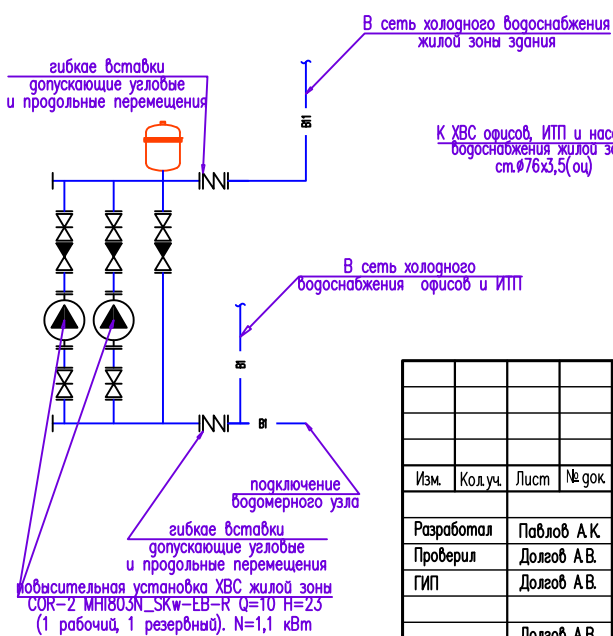 В сеть холодного водоснабжения
жилой зоны здания
гибкие вставки
допускающие угловые
и продольные перемещения
В11
К ХВС офисов, ИТП и нас
водоснабжения жилой зо
ст.ø76х3,5(оц)
В сеть холодного
водоснабжения офисов и ИТП
В1
В1
подключение
водомерного узла
гибкие вставки
допускающие угловые
и продольные перемещения
повысительная установка ХВС жилой зоны
COR-2 MHI803N_SKw-EB-R Q=10 H=23
(1 рабочий, 1 резервный). N=1,1 кВт
Изм. Кол.уч. Лист № док.
Разработал Павлов А.К.
Проверил Долгов А.В.
ГИП Долгов А.В.
Долгов А.В.